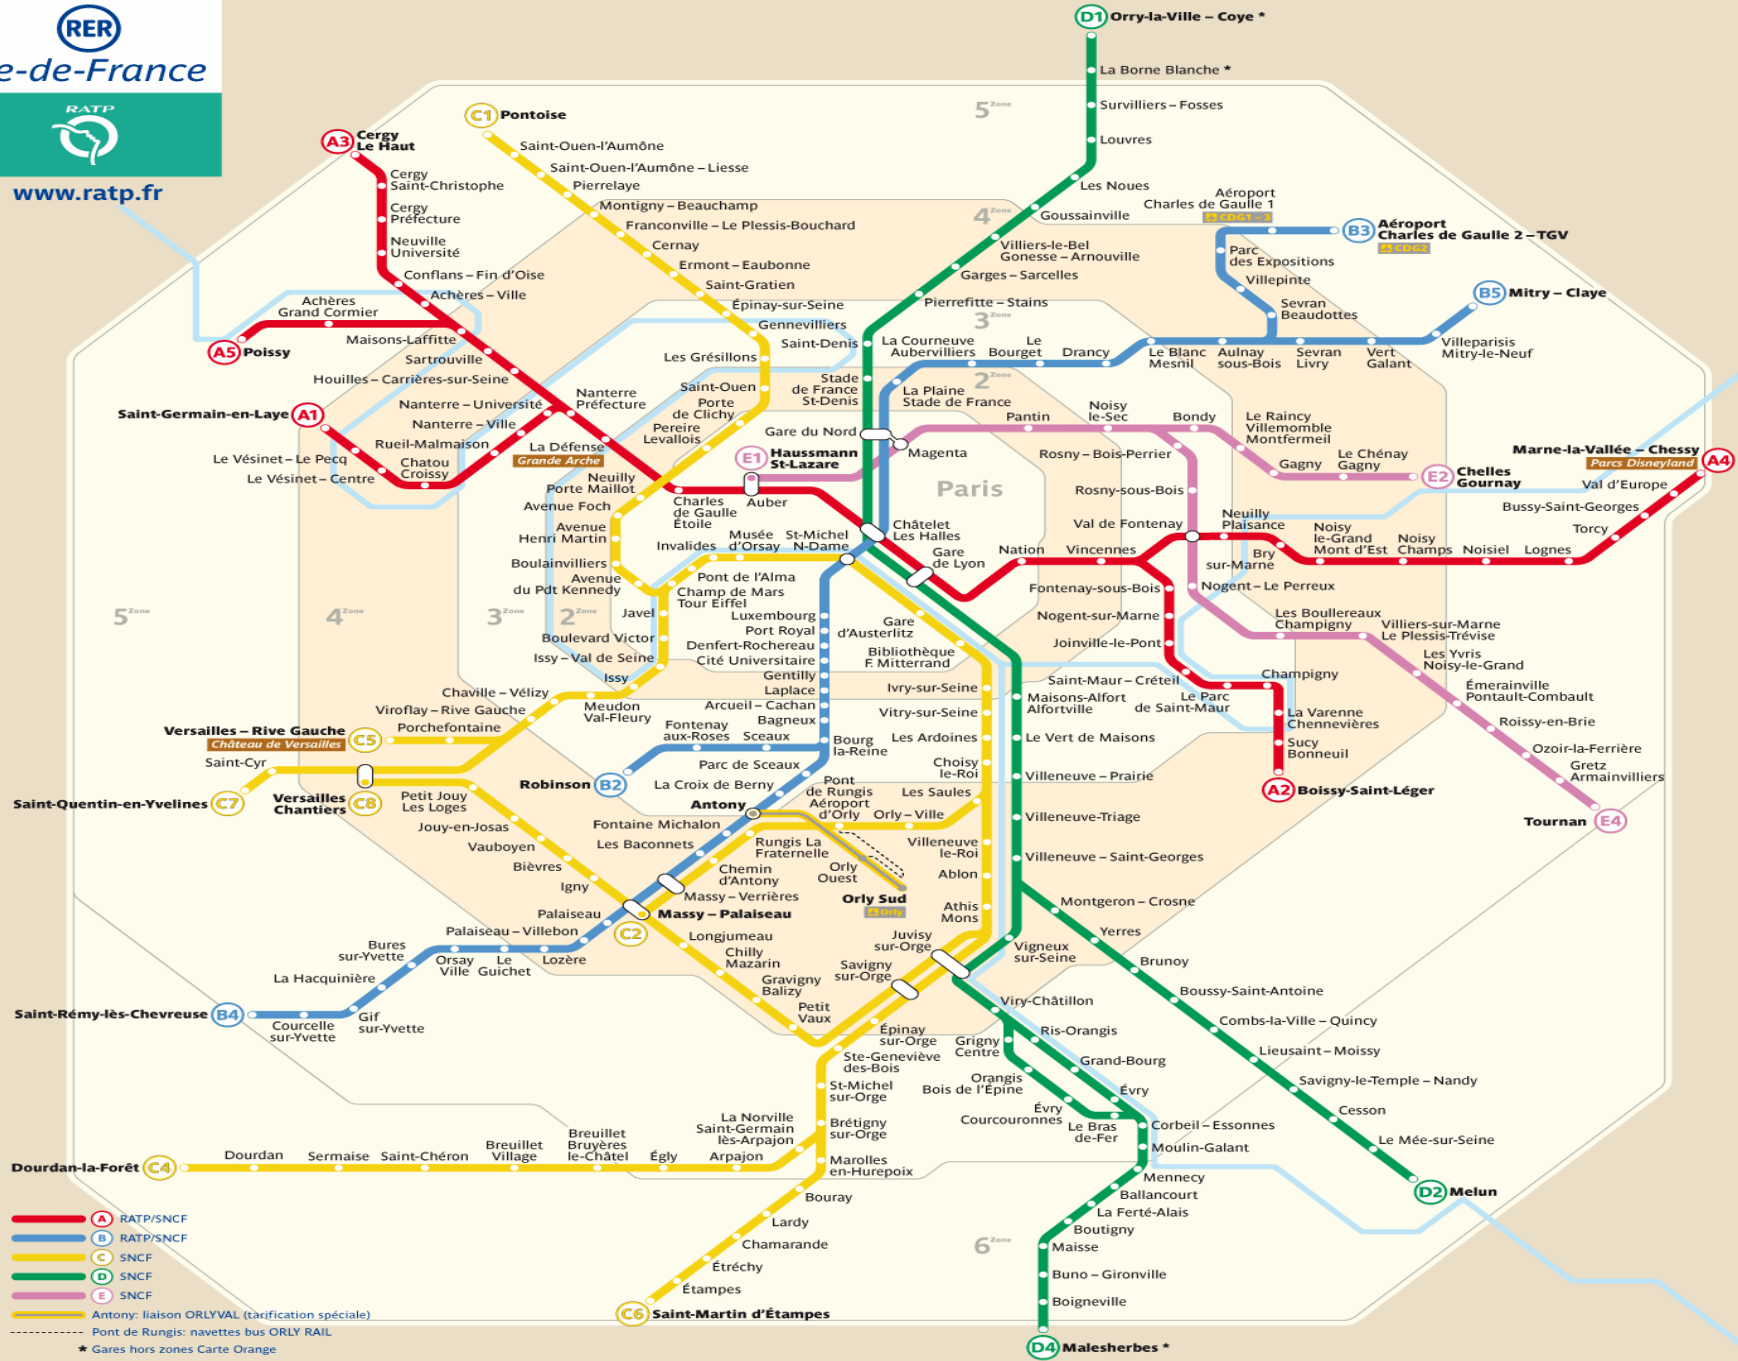 RER
e-de-France
RATP
www.ratp.fr
5 Zone
4 Zone
3 Zone
2 Zone
Paris
5 Zone
4 Zone
3 Zone
2 Zone
6 Zone
D1 Orry-la-Ville – Coye *
La Borne Blanche *
Survilliers – Fosses
Louvres
Les Noues
Goussainville
Villiers-le-Bel
Gonesse – Arnouville
Garges – Sarcelles
Pierrefitte – Stains
Saint-Denis
Stade
de France
St-Denis
Gare du Nord
Châtelet
Les Halles
Gare
de Lyon
Maisons-Alfort
Alfortville
Le Vert de Maisons
Villeneuve – Prairie
Villeneuve-Triage
Villeneuve – Saint-Georges
Montgeron – Crosne
Yerres
Brunoy
Boussy-Saint-Antoine
Combs-la-Ville – Quincy
Lieusaint – Moissy
Savigny-le-Temple – Nandy
Cesson
Le Mée-sur-Seine
D2 Melun
Vigneux
sur-Seine
Juvisy
sur-Orge
Viry-Châtillon
Ris-Orangis
Grigny
Centre
Grand-Bourg
Orangis
Bois de l'Épine
Évry
Évry
Courcouronnes
Le Bras
de-Fer
Corbeil – Essonnes
Moulin-Galant
Mennecy
Ballancourt
La Ferté-Alais
Boutigny
Maisse
Buno – Gironville
Boigneville
D4 Malesherbes *
A3 Cergy
Le Haut
Cergy
Saint-Christophe
Cergy
Préfecture
Neuville
Université
Conflans – Fin d'Oise
Achères – Ville
Achères
Grand Cormier
A5 Poissy
Maisons-Laffitte
Sartrouville
Houilles – Carrières-sur-Seine
Saint-Germain-en-Laye A1
Le Vésinet – Le Pecq
Le Vésinet – Centre
Chatou
Croissy
Rueil-Malmaison
Nanterre – Ville
Nanterre – Université
Nanterre
Préfecture
La Défense
Grande Arche
Charles
de Gaulle
Étoile
Auber
Nation
Vincennes
Val de Fontenay
Neuilly
Plaisance
Bry
sur-Marne
Noisy
le-Grand
Mont d'Est
Noisy
Champs
Noisiel
Lognes
Torcy
Bussy-Saint-Georges
Val d'Europe
Marne-la-Vallée – Chessy
Parcs Disneyland
A4
Fontenay-sous-Bois
Nogent-sur-Marne
Joinville-le-Pont
Saint-Maur – Créteil
Le Parc
de Saint-Maur
Champigny
La Varenne
Chennevières
Sucy
Bonneuil
A2 Boissy-Saint-Léger
Aéroport
Charles de Gaulle 1
CDG1 – 3
B3 Aéroport
Charles de Gaulle 2 – TGV
CDG2
Parc
des Expositions
Villepinte
Sevran
Beaudottes
B5 Mitry – Claye
Villeparisis
Mitry-le-Neuf
Vert
Galant
Sevran
Livry
Aulnay
sous-Bois
Le Blanc
Mesnil
Drancy
Le
Bourget
La Courneuve
Aubervilliers
La Plaine
Stade de France
St-Michel
N-Dame
Luxembourg
Port Royal
Denfert-Rochereau
Cité Universitaire
Gentilly
Laplace
Arcueil – Cachan
Bagneux
Bourg
la-Reine
Sceaux
Fontenay
aux-Roses
Robinson B2
Parc de Sceaux
La Croix de Berny
Antony
Fontaine Michalon
Les Baconnets
Massy – Verrières
Massy – Palaiseau
Palaiseau
Palaiseau – Villebon
Lozère
Le
Guichet
Orsay
Ville
Bures
sur-Yvette
La Hacquinière
Gif
sur-Yvette
Courcelle
sur-Yvette
Saint-Rémy-lès-Chevreuse B4
E1 Haussmann
St-Lazare
Magenta
Pantin
Noisy
le-Sec
Bondy
Le Raincy
Villemomble
Montfermeil
Gagny
Le Chénay
Gagny
E2 Chelles
Gournay
Rosny – Bois-Perrier
Rosny-sous-Bois
Nogent – Le Perreux
Les Boullereaux
Champigny
Villiers-sur-Marne
Le Plessis-Trévise
Les Yvris
Noisy-le-Grand
Émerainville
Pontault-Combault
Roissy-en-Brie
Ozoir-la-Ferrière
Gretz
Armainvilliers
Tournan E4
C1 Pontoise
Saint-Ouen-l'Aumône
Saint-Ouen-l'Aumône – Liesse
Pierrelaye
Montigny – Beauchamp
Franconville – Le Plessis-Bouchard
Cernay
Ermont – Eaubonne
Saint-Gratien
Épinay-sur-Seine
Gennevilliers
Les Grésillons
Saint-Ouen
Porte
de Clichy
Pereire
Levallois
Neuilly
Porte Maillot
Avenue Foch
Avenue
Henri Martin
Boulainvilliers
Avenue
du Pdt Kennedy
Champ de Mars
Tour Eiffel
Pont de l'Alma
Invalides
Musée
d'Orsay
Javel
Boulevard Victor
Issy – Val de Seine
Issy
Meudon
Val-Fleury
Chaville – Vélizy
Viroflay – Rive Gauche
Porchefontaine
Versailles – Rive Gauche
Château de Versailles
C5
Saint-Cyr
Saint-Quentin-en-Yvelines C7
Versailles
Chantiers
C8
Petit Jouy
Les Loges
Jouy-en-Josas
Vauboyen
Bièvres
Igny
C2
Longjumeau
Chilly
Mazarin
Gravigny
Balizy
Petit
Vaux
Gare
d'Austerlitz
Bibliothèque
F. Mitterrand
Ivry-sur-Seine
Vitry-sur-Seine
Les Ardoines
Choisy
le-Roi
Les Saules
Orly – Ville
Pont
de Rungis
Aéroport
d'Orly
Rungis La
Fraternelle
Chemin
d'Antony
Orly
Ouest
Orly Sud
Orly
Villeneuve
le-Roi
Ablon
Athis
Mons
Savigny
sur-Orge
Épinay
sur-Orge
Ste-Geneviève
des-Bois
St-Michel
sur-Orge
Brétigny
sur-Orge
La Norville
Saint-Germain
lès-Arpajon
Arpajon
Égly
Breuillet
Bruyères
le-Châtel
Breuillet
Village
Saint-Chéron
Sermaise
Dourdan
Dourdan-la-Forêt C4
Marolles
en-Hurepoix
Bouray
Lardy
Chamarande
Étréchy
Étampes
C6 Saint-Martin d'Étampes
A RATP/SNCF
B RATP/SNCF
C SNCF
D SNCF
E SNCF
Antony: liaison ORLYVAL (tarification spéciale)
Pont de Rungis: navettes bus ORLY RAIL
* Gares hors zones Carte Orange